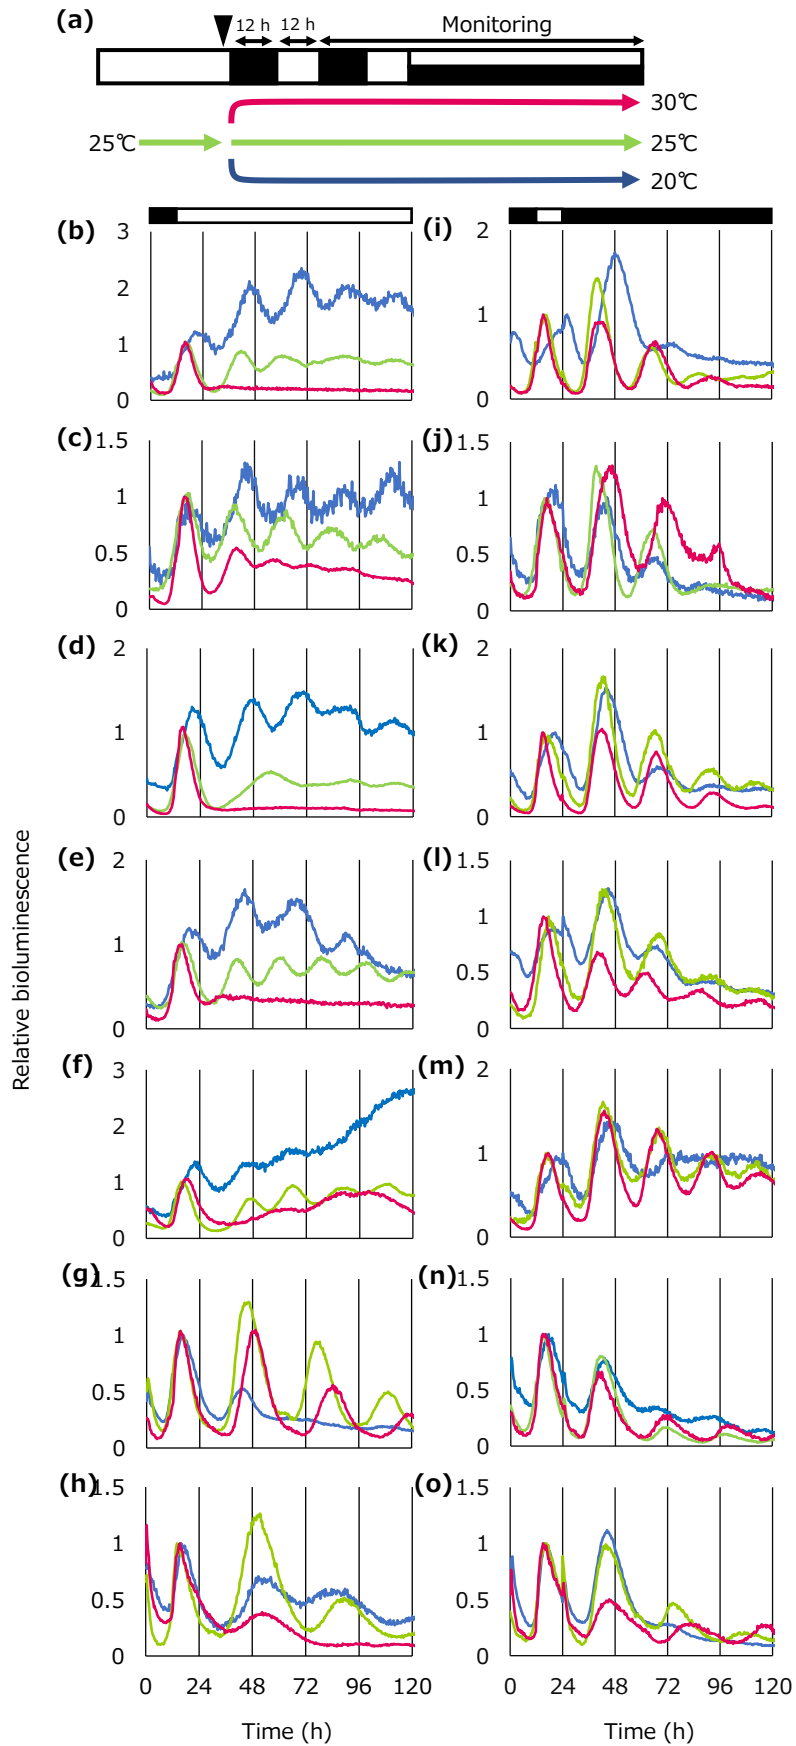 (a)
12 h 12 h Monitoring
30℃
25℃ 25℃
20℃
(b) 3 (i) 2
2
1 1
0 0
(c) 1.5 (j) 1.5
1 1
0.5 0.5
0 0
(d) 2 (k) 2
1 1
0 0
(e) 2 (l) 1.5
1 1
0.5
0 0
(f) 3 (m) 2
2
1 1
0 0
(g) 1.5 (n) 1.5
1 1
0.5 0.5
0 0
(h) 1.5 (o) 1.5
1 1
0.5 0.5
0 0
0 24 48 72 96 120 0 24 48 72 96 120
Time (h) Time (h)
Relative bioluminescence